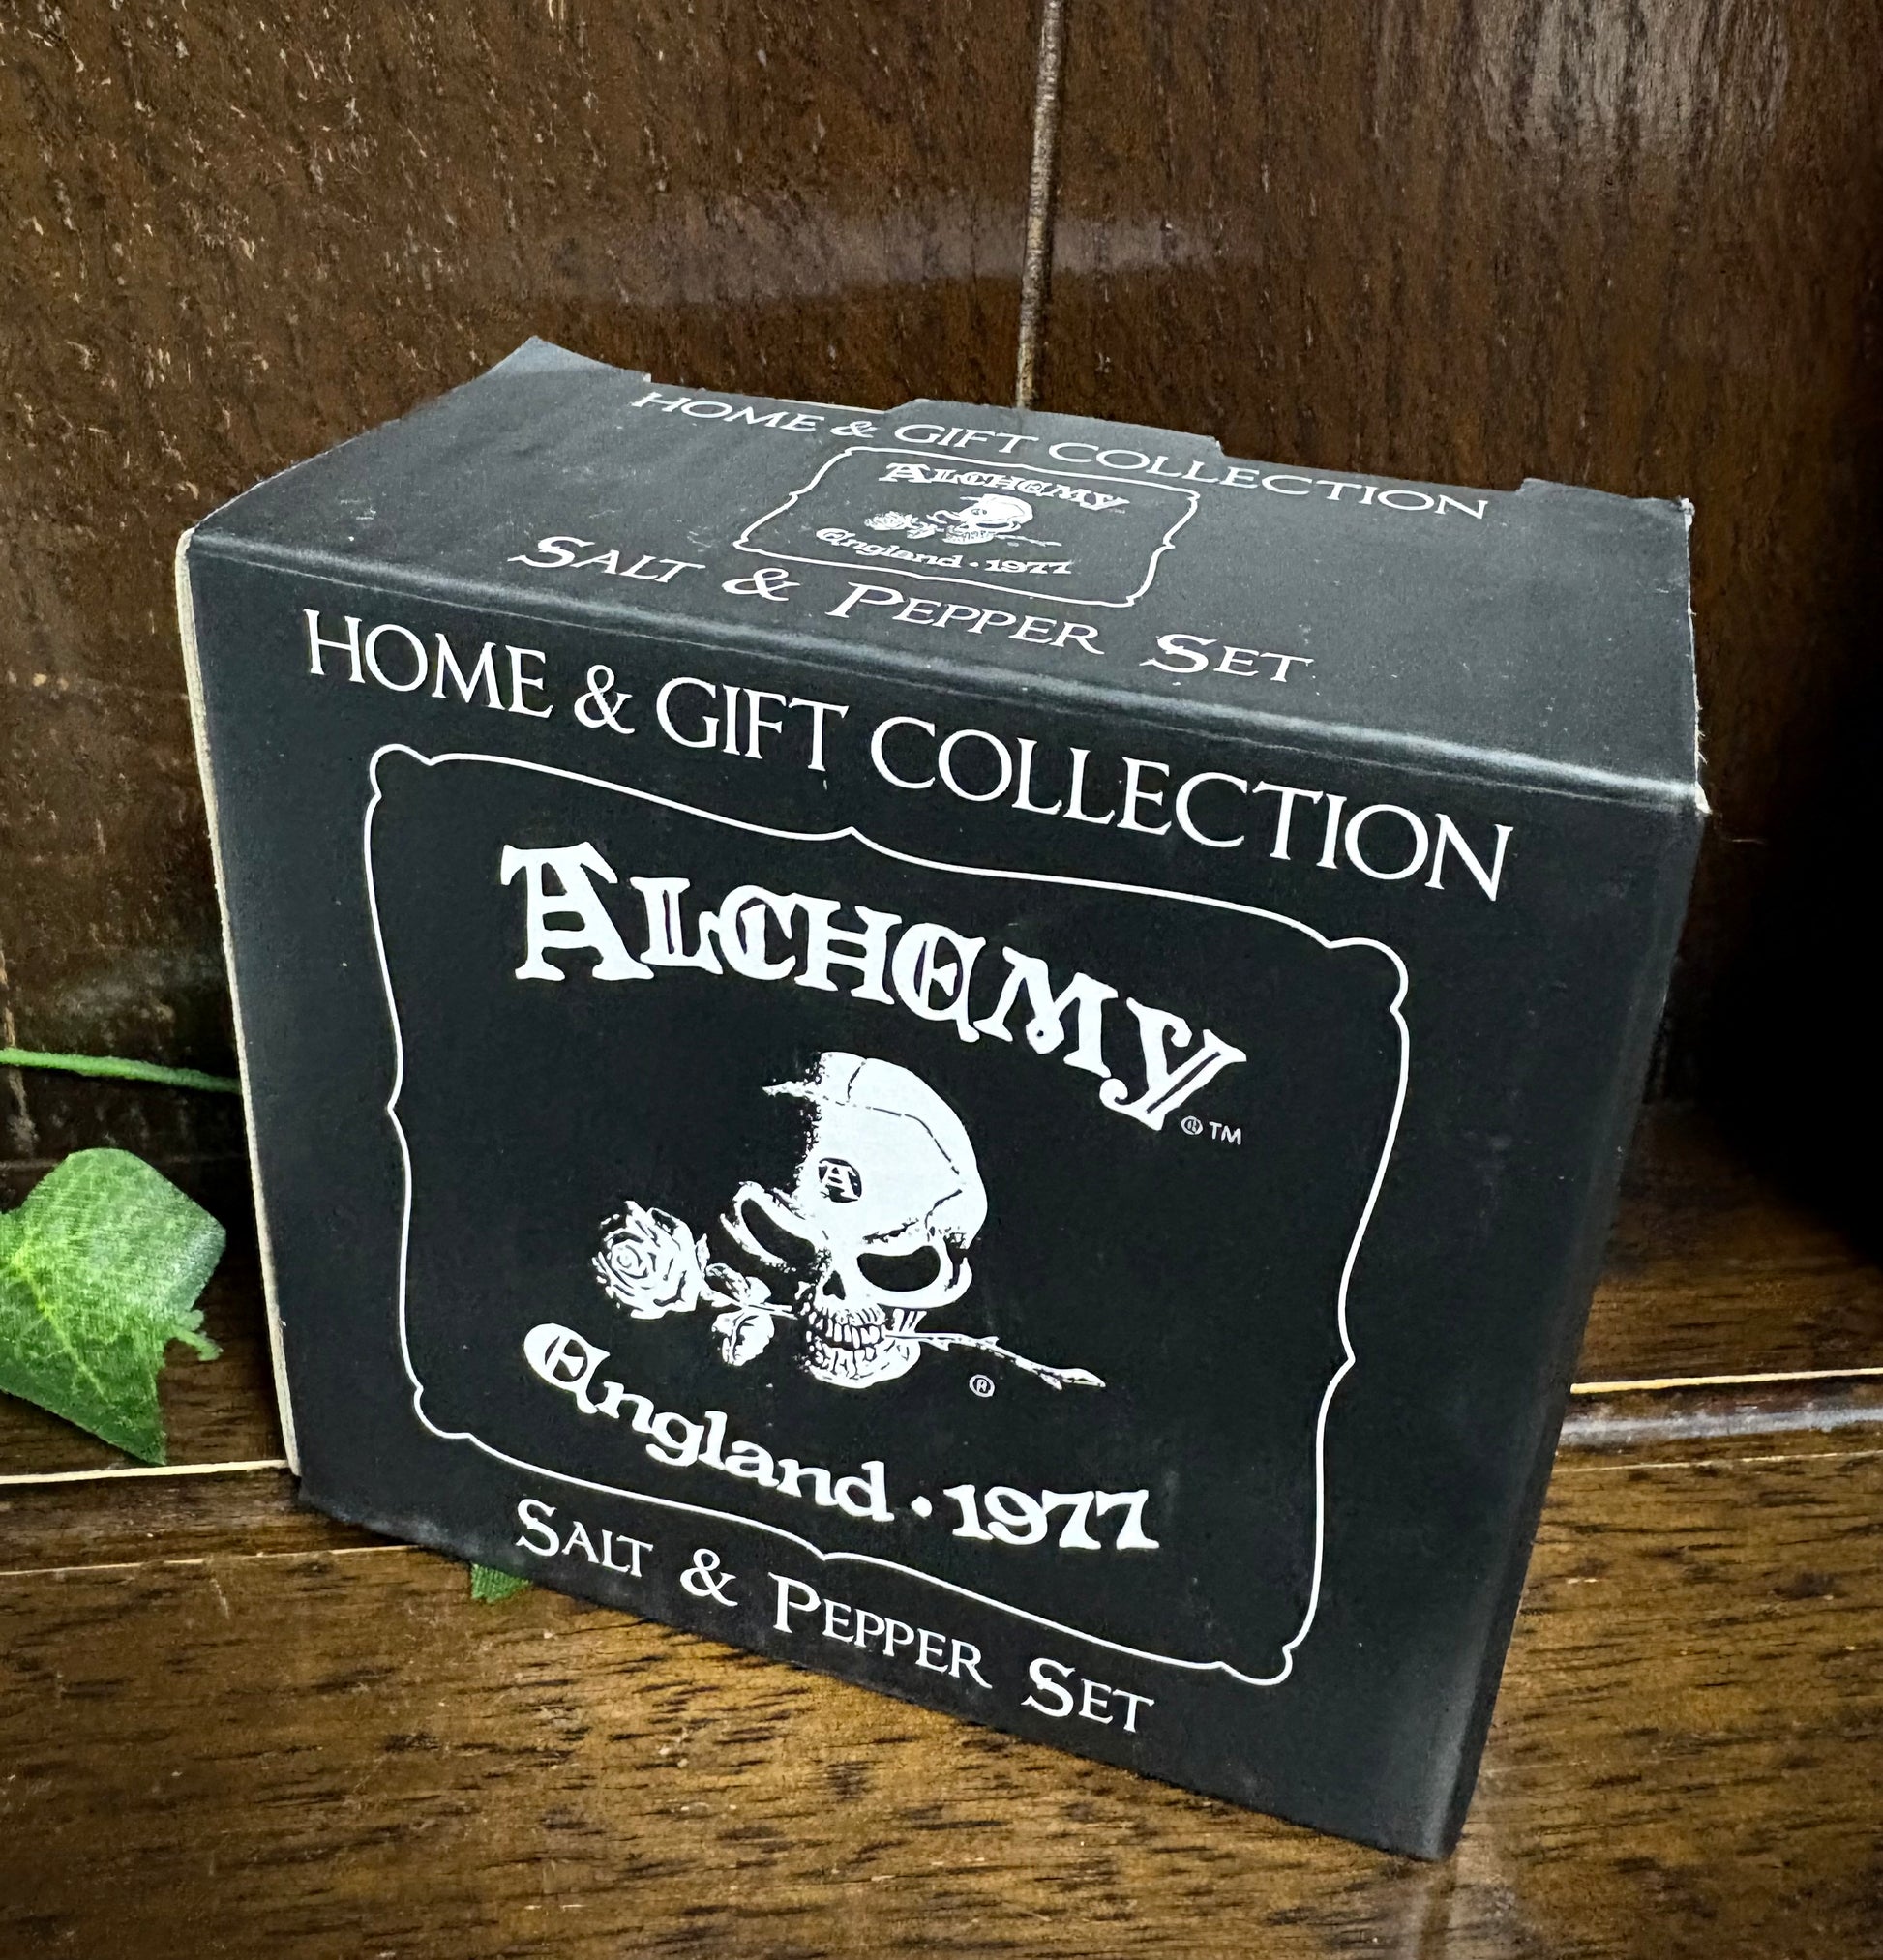 HOME & GIFT COLLECTION
ALCHEMY
England · 1977
SALT & PEPPER SET
HOME & GIFT COLLECTION
ALCHEMY ® TM
A
®
England · 1977
SALT & PEPPER SET